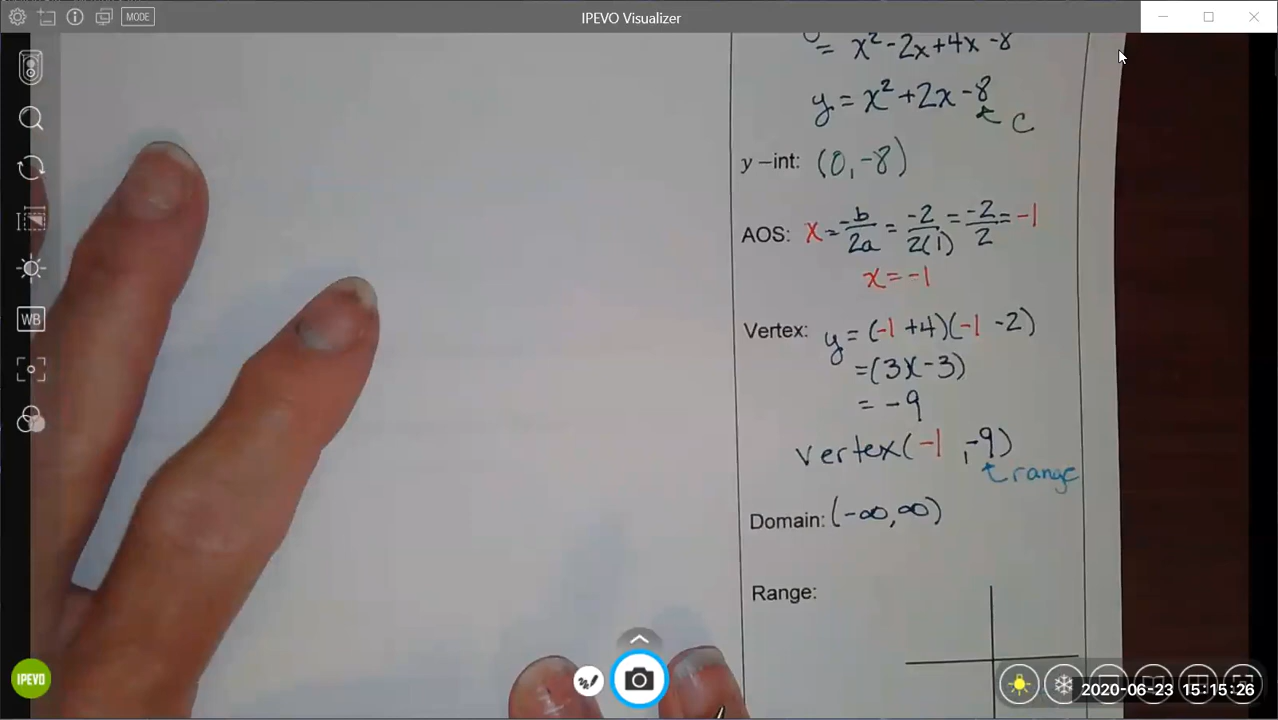 IPEVO Visualizer
MODE
= x² - 2x + 4x - 8
y = x² + 2x - 8
c
y-int: (0, -8)
AOS: x = -b/2a = -2/2(1) = -2/2 = -1
x = -1
Vertex: y = (-1 +4)(-1 -2)
= (3)(-3)
= -9
vertex(-1, -9)
range
Domain: (-∞, ∞)
Range:
WB
IPEVO
2020-06-23 15:15:26